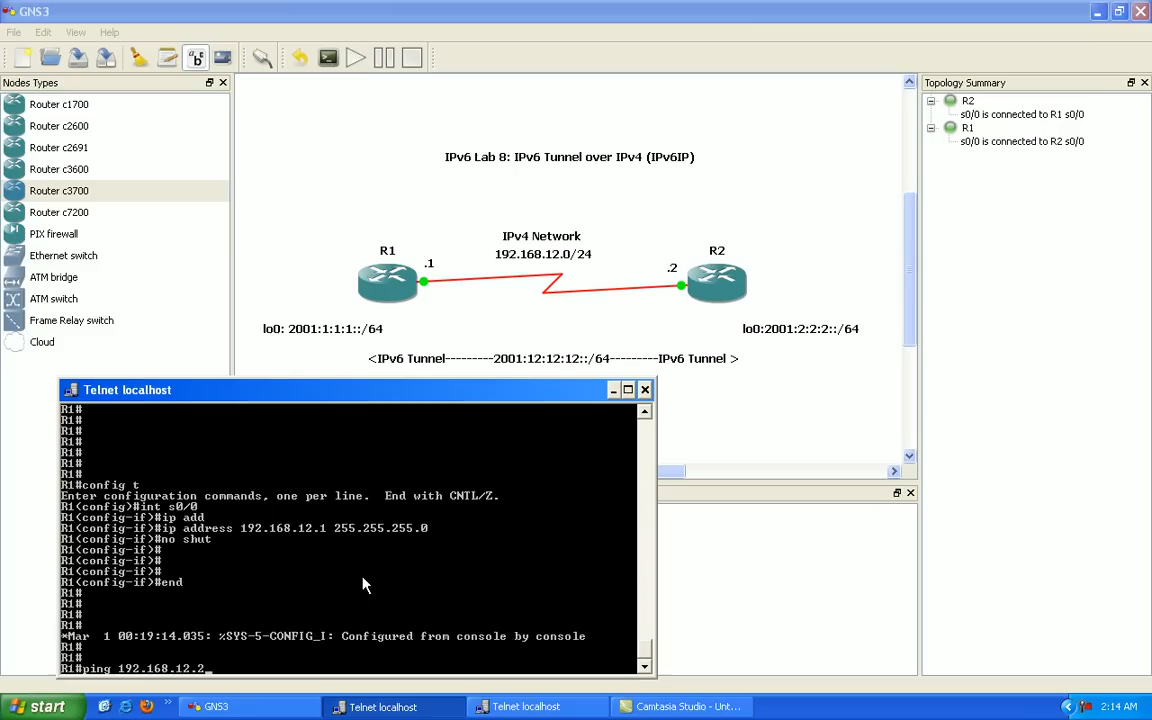 GNS3
File Edit View Help
Nodes Types
Router c1700
Router c2600
Router c2691
Router c3600
Router c3700
Router c7200
PIX firewall
Ethernet switch
ATM bridge
ATM switch
Frame Relay switch
Cloud
IPv6 Lab 8: IPv6 Tunnel over IPv4 (IPv6IP)
IPv4 Network
192.168.12.0/24
R1
R2
.1
.2
lo0: 2001:1:1:1::/64
lo0:2001:2:2:2::/64
<IPv6 Tunnel---------2001:12:12:12::/64---------IPv6 Tunnel >
Topology Summary
R2
s0/0 is connected to R1 s0/0
R1
s0/0 is connected to R2 s0/0
Telnet localhost
R1#
R1#
R1#
R1#
R1#
R1#
R1#
R1#config t
Enter configuration commands, one per line.  End with CNTL/Z.
R1(config)#int s0/0
R1(config-if)#ip add
R1(config-if)#ip address 192.168.12.1 255.255.255.0
R1(config-if)#no shut
R1(config-if)#
R1(config-if)#
R1(config-if)#
R1(config-if)#end
R1#
R1#
R1#
R1#
*Mar  1 00:19:14.035: %SYS-5-CONFIG_I: Configured from console by console
R1#
R1#
R1#ping 192.168.12.2_
start
GNS3
Telnet localhost
Telnet localhost
Camtasia Studio - Unt...
2:14 AM